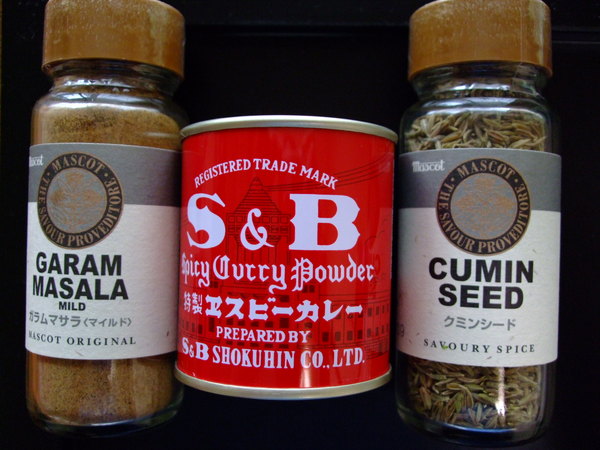 Mascot
MASCOT
THE SAVOUR PROVEDITORE
GARAM
MASALA
MILD
ガラムマサラ〈マイルド〉
MASCOT ORIGINAL
REGISTERED TRADE MARK
S & B
Spicy Curry Powder
特製 ヱスビーカレー
PREPARED BY
S&B SHOKUHIN CO., LTD.
Mascot
MASCOT
THE SAVOUR PROVEDITORE
CUMIN
SEED
クミンシード
SAVOURY SPICE